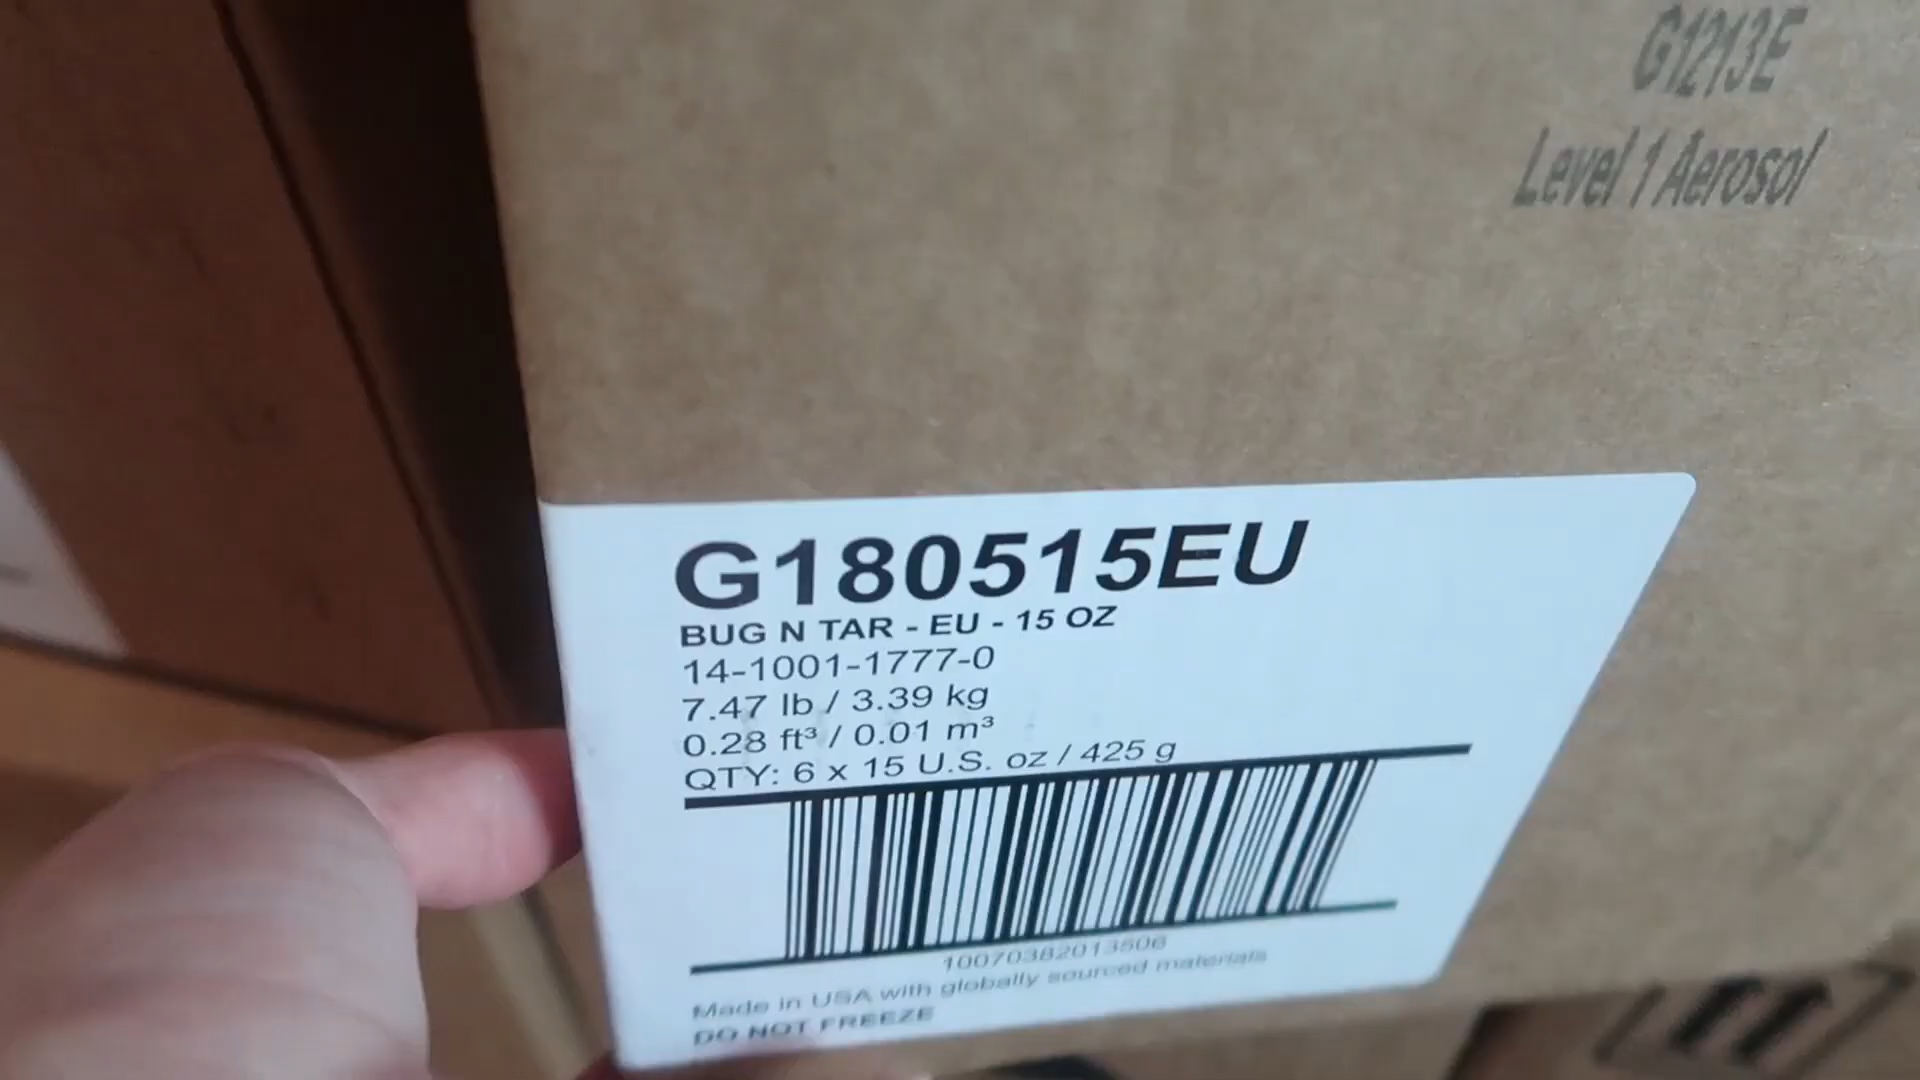 G1213E
Level 1 Aerosol
G180515EU
BUG N TAR - EU - 15 OZ
14-1001-1777-0
7.47 lb / 3.39 kg
0.28 ft³ / 0.01 m³
QTY: 6 x 15 U.S. oz / 425 g
10070382013506
Made in USA with globally sourced materials
DO NOT FREEZE